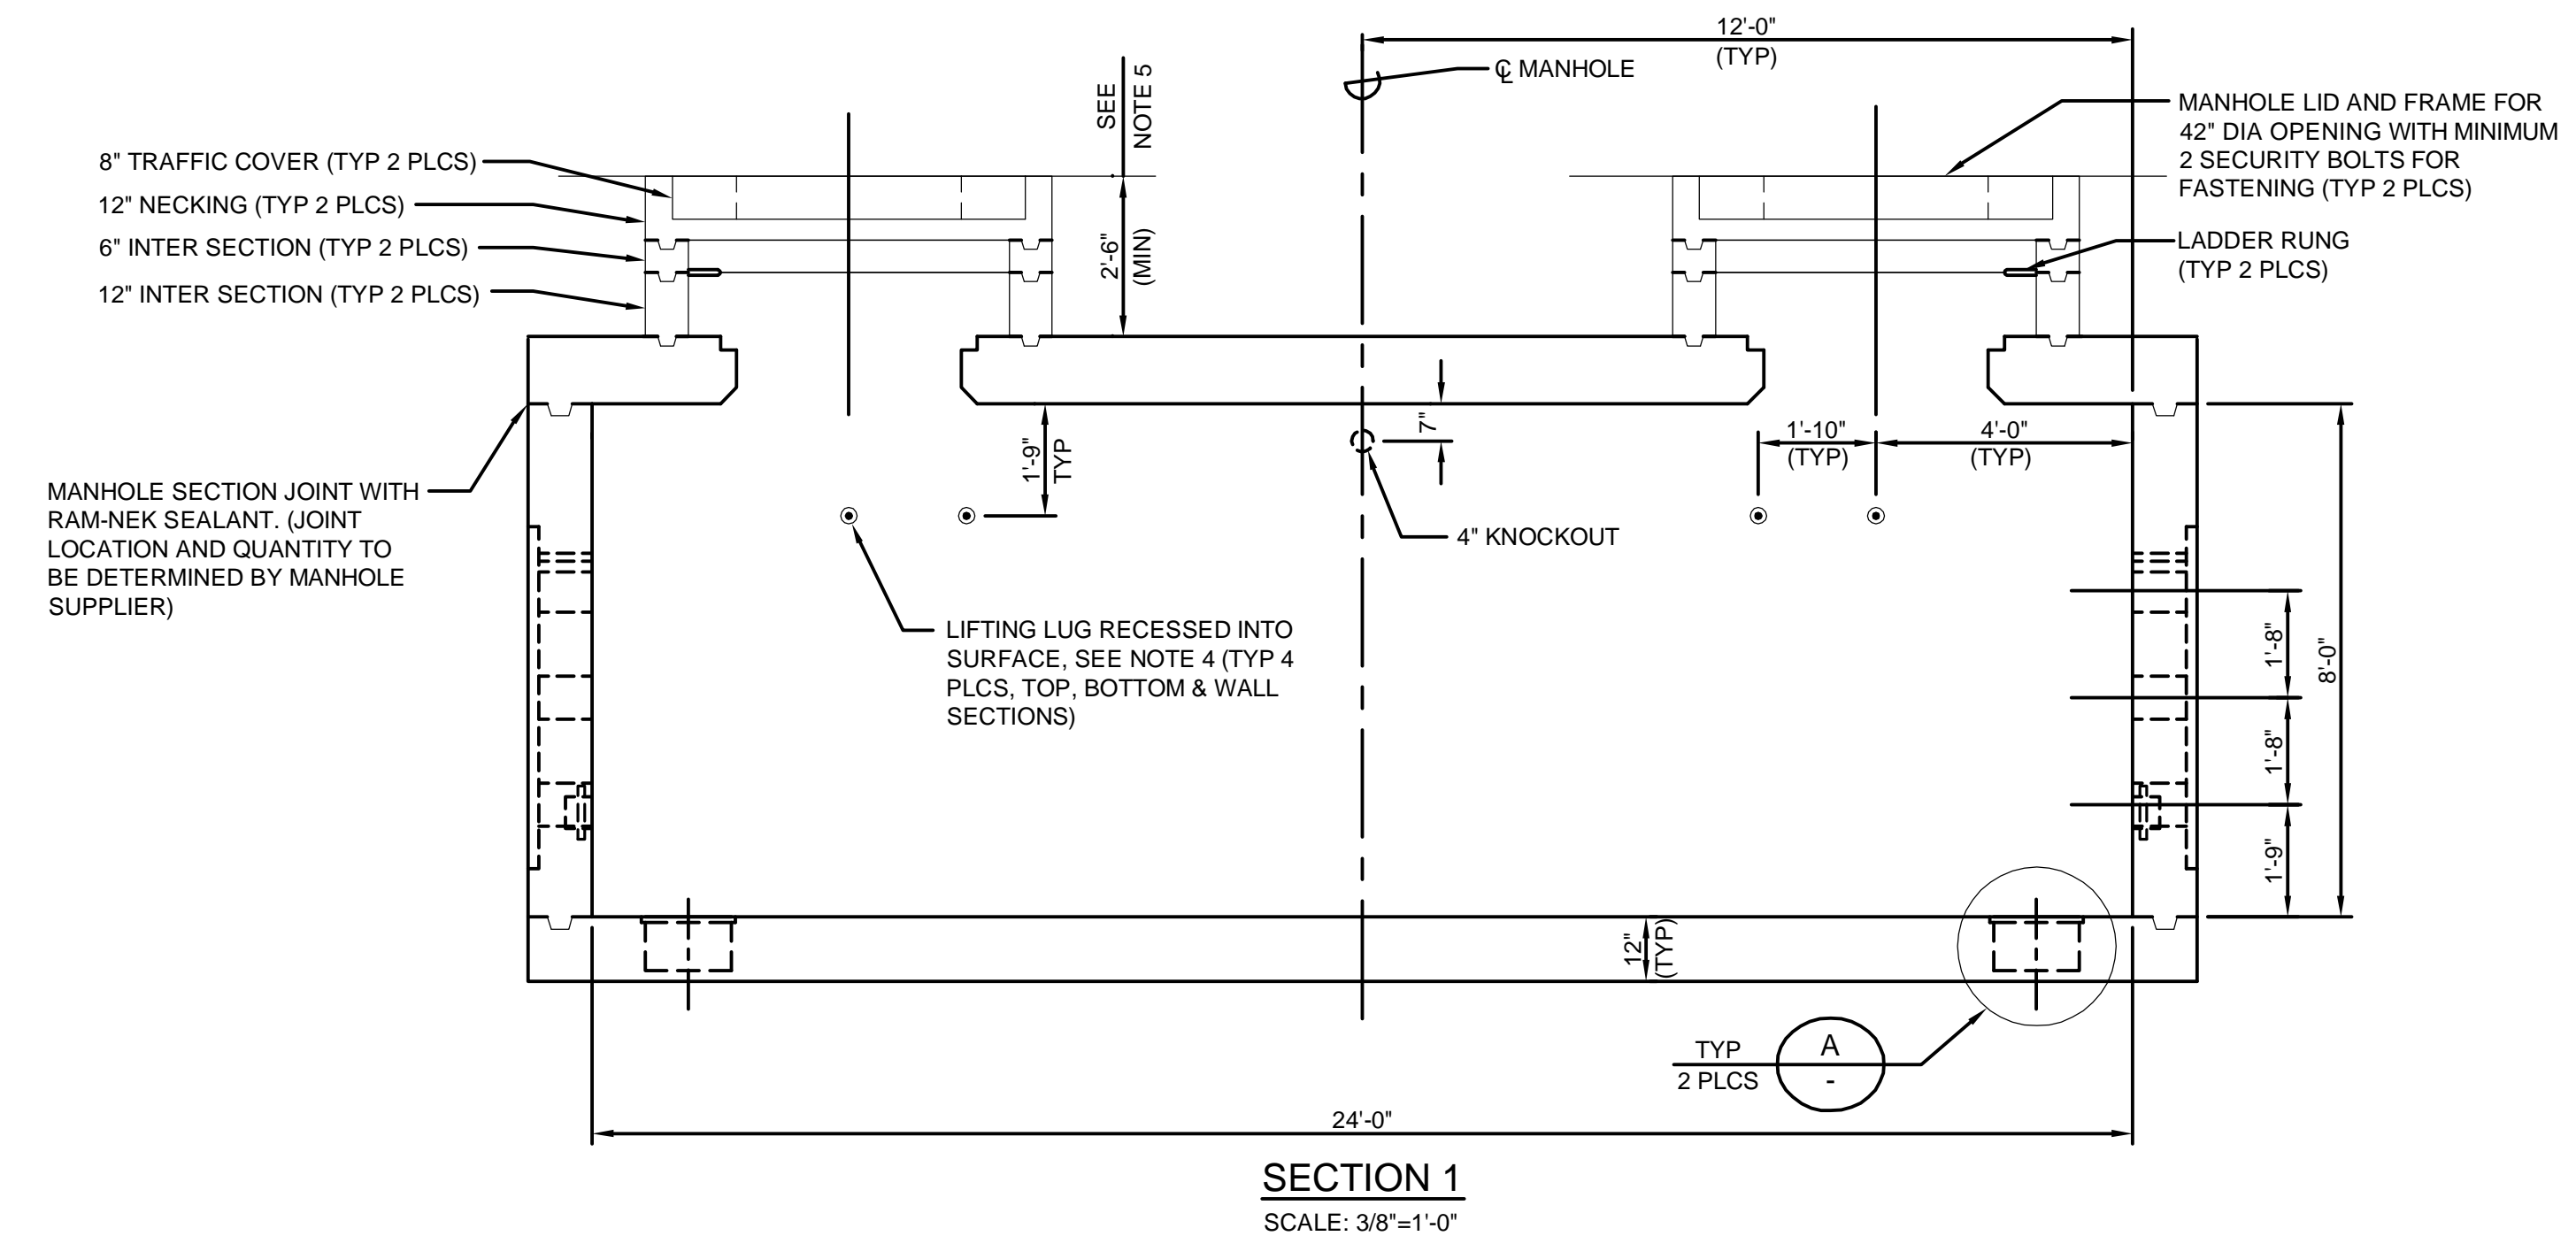 12'-0"
(TYP)
℄ MANHOLE
SEE
NOTE 5
MANHOLE LID AND FRAME FOR
42" DIA OPENING WITH MINIMUM
2 SECURITY BOLTS FOR
FASTENING (TYP 2 PLCS)
8" TRAFFIC COVER (TYP 2 PLCS)
12" NECKING (TYP 2 PLCS)
6" INTER SECTION (TYP 2 PLCS)
12" INTER SECTION (TYP 2 PLCS)
2'-6"
(MIN)
LADDER RUNG
(TYP 2 PLCS)
7"
1'-10"
(TYP)
4'-0"
(TYP)
1'-9"
TYP
MANHOLE SECTION JOINT WITH
RAM-NEK SEALANT. (JOINT
LOCATION AND QUANTITY TO
BE DETERMINED BY MANHOLE
SUPPLIER)
4" KNOCKOUT
LIFTING LUG RECESSED INTO
SURFACE, SEE NOTE 4 (TYP 4
PLCS, TOP, BOTTOM & WALL
SECTIONS)
1'-8"
8'-0"
1'-8"
1'-9"
12"
(TYP)
TYP
2 PLCS
A
-
24'-0"
SECTION 1
SCALE: 3/8"=1'-0"